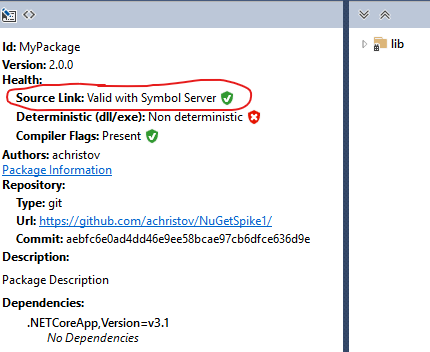 Id: MyPackage
Version: 2.0.0
Health:
Source Link: Valid with Symbol Server
Deterministic (dll/exe): Non deterministic
Compiler Flags: Present
Authors: achristov
Package Information
Repository:
Type: git
Url: https://github.com/achristov/NuGetSpike1/
Commit: aebfc6e0ad4dd46e9ee58bcae97cb6dfce636d9e
Description:
Package Description
Dependencies:
.NETCoreApp,Version=v3.1
No Dependencies
lib